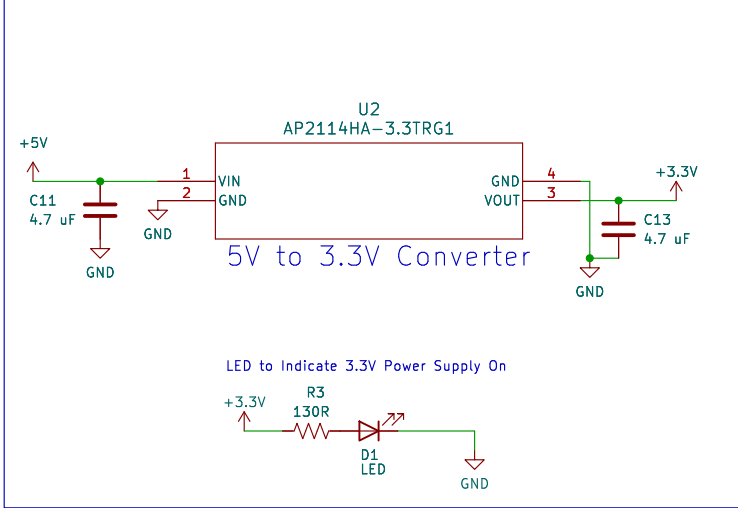 U2
AP2114HA-3.3TRG1
+5V
1
VIN
GND
4
+3.3V
2
GND
VOUT
3
C11
4.7 uF
C13
4.7 uF
GND
GND
5V to 3.3V Converter
GND
LED to Indicate 3.3V Power Supply On
R3
130R
+3.3V
D1
LED
GND